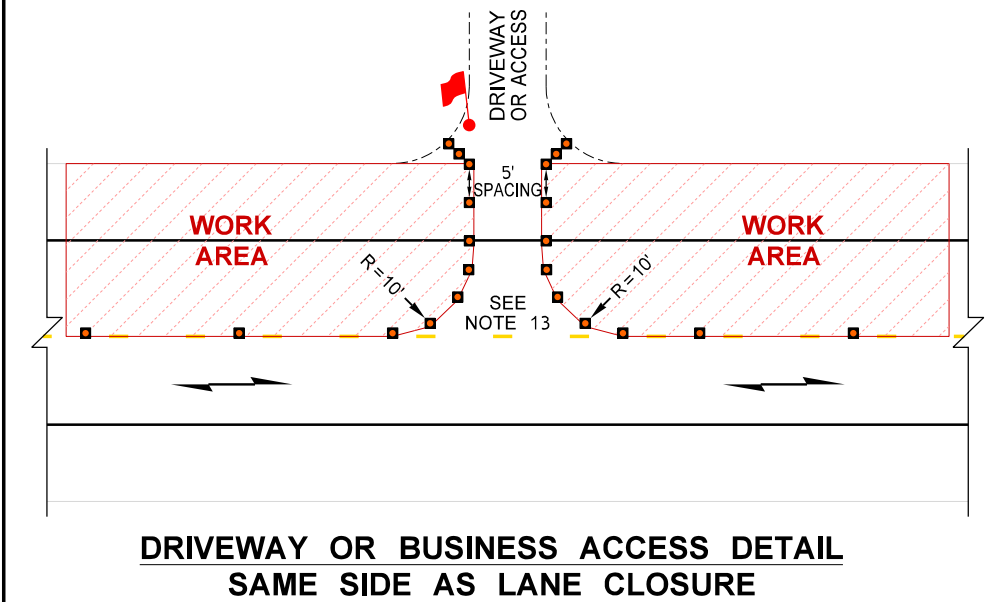 DRIVEWAY
OR ACCESS
5'
SPACING
WORK
AREA
WORK
AREA
R=10'
R=10'
SEE
NOTE 13
DRIVEWAY OR BUSINESS ACCESS DETAIL
SAME SIDE AS LANE CLOSURE